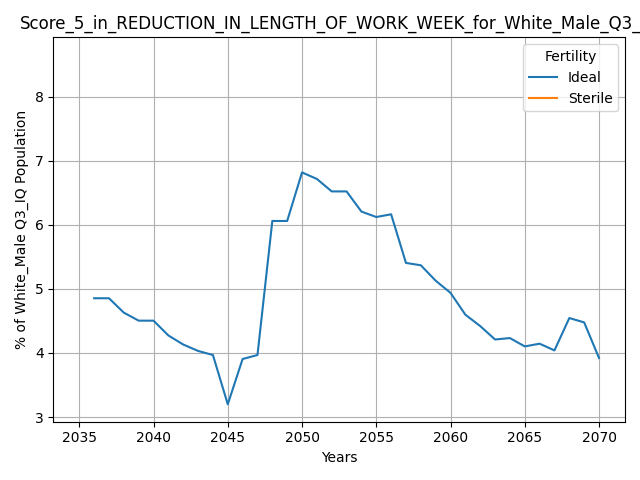 Score_5_in_REDUCTION_IN_LENGTH_OF_WORK_WEEK_for_White_Male_Q3_
Fertility
Ideal
Sterile
% of White_Male Q3_IQ Population
8
7
6
5
4
3
2035 2040 2045 2050 2055 2060 2065 2070
Years